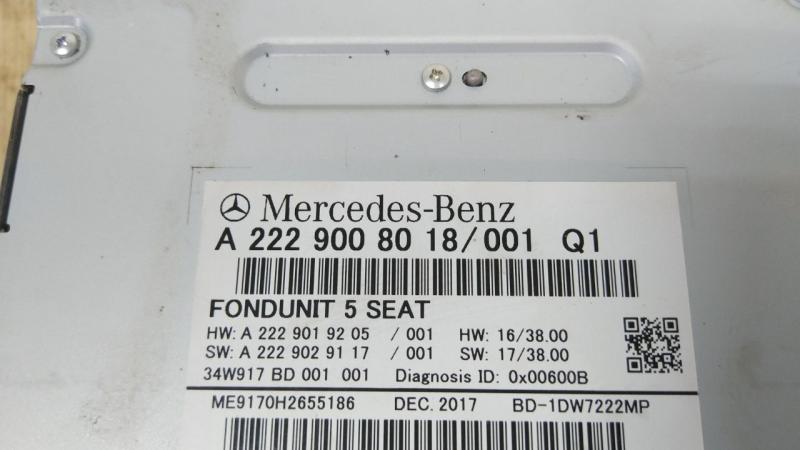 Mercedes-Benz
A 222 900 80 18/001 Q1
FONDUNIT 5 SEAT
HW: A 222 901 92 05 /001 HW: 16/38.00
SW: A 222 902 91 17 /001 SW: 17/38.00
34W917 BD 001 001 Diagnosis ID: 0x00600B
ME9170H2655186 DEC. 2017 BD-1DW7222MP